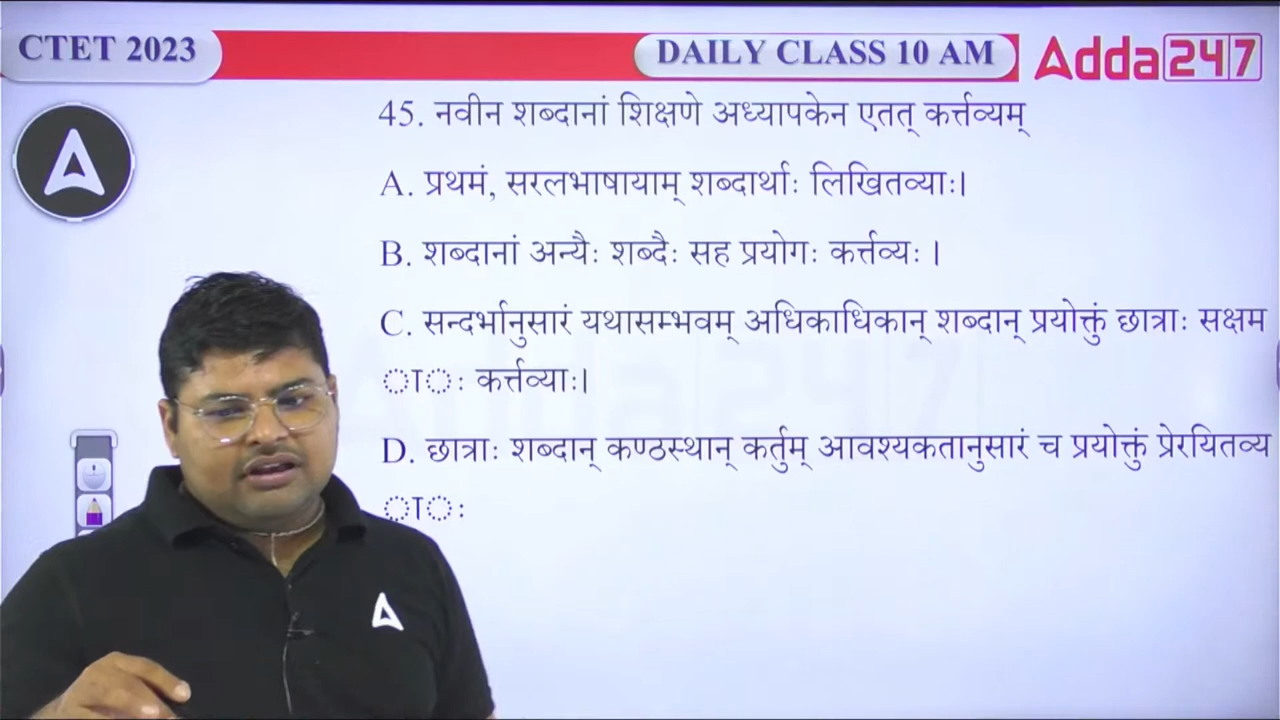 CTET 2023
DAILY CLASS 10 AM
Adda247
45. नवीन शब्दानां शिक्षणे अध्यापकेन एतत् कर्त्तव्यम्
A. प्रथमं, सरलभाषायाम् शब्दार्थाः लिखितव्याः।
B. शब्दानां अन्यैः शब्दैः सह प्रयोगः कर्त्तव्यः ।
C. सन्दर्भानुसारं यथासम्भवम् अधिकाधिकान् शब्दान् प्रयोक्तुं छात्राः सक्षम
ाः कर्त्तव्याः।
D. छात्राः शब्दान् कण्ठस्थान् कर्तुम् आवश्यकतानुसारं च प्रयोक्तुं प्रेरयितव्य
ाः